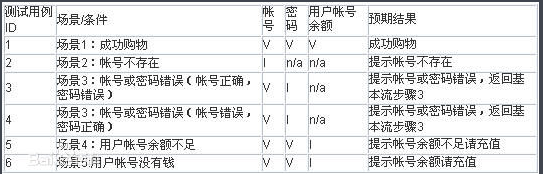 测试用例ID 场景/条件 帐号 密码 用户帐号余额 预期结果
1 场景1：成功购物 V V V 成功购物
2 场景2：帐号不存在 I n/a n/a 提示帐号不存在
3 场景3：帐号或密码错误（帐号正确，密码错误） V I n/a 提示帐号或密码错误，返回基本流步骤3
4 场景3：帐号或密码错误（帐号错误，密码正确） V I n/a 提示帐号或密码错误，返回基本流步骤3
5 场景4：用户帐号余额不足 V V I 提示帐号余额不足请充值
6 场景5用户帐号没有钱 V V I 提示帐号余额请充值